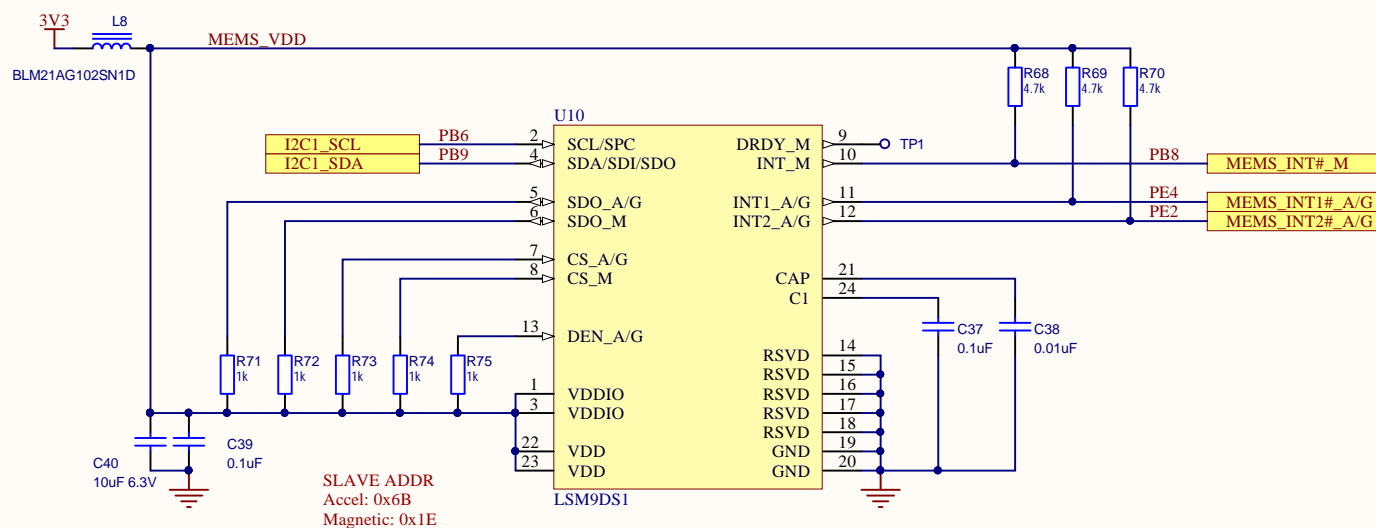 3V3
L8
MEMS_VDD
BLM21AG102SN1D
R68
4.7k
R69
4.7k
R70
4.7k
U10
I2C1_SCL PB6 2 SCL/SPC
I2C1_SDA PB9 4 SDA/SDI/SDO
5 SDO_A/G
6 SDO_M
7 CS_A/G
8 CS_M
13 DEN_A/G
1 VDDIO
3 VDDIO
22 VDD
23 VDD
DRDY_M 9 TP1
INT_M 10 PB8 MEMS_INT#_M
INT1_A/G 11 PE4 MEMS_INT1#_A/G
INT2_A/G 12 PE2 MEMS_INT2#_A/G
CAP 21
C1 24
RSVD 14
RSVD 15
RSVD 16
RSVD 17
RSVD 18
GND 19
GND 20
C37
0.1uF
C38
0.01uF
R71
1k
R72
1k
R73
1k
R74
1k
R75
1k
C39
0.1uF
C40
10uF 6.3V
SLAVE ADDR
Accel: 0x6B
Magnetic: 0x1E
LSM9DS1